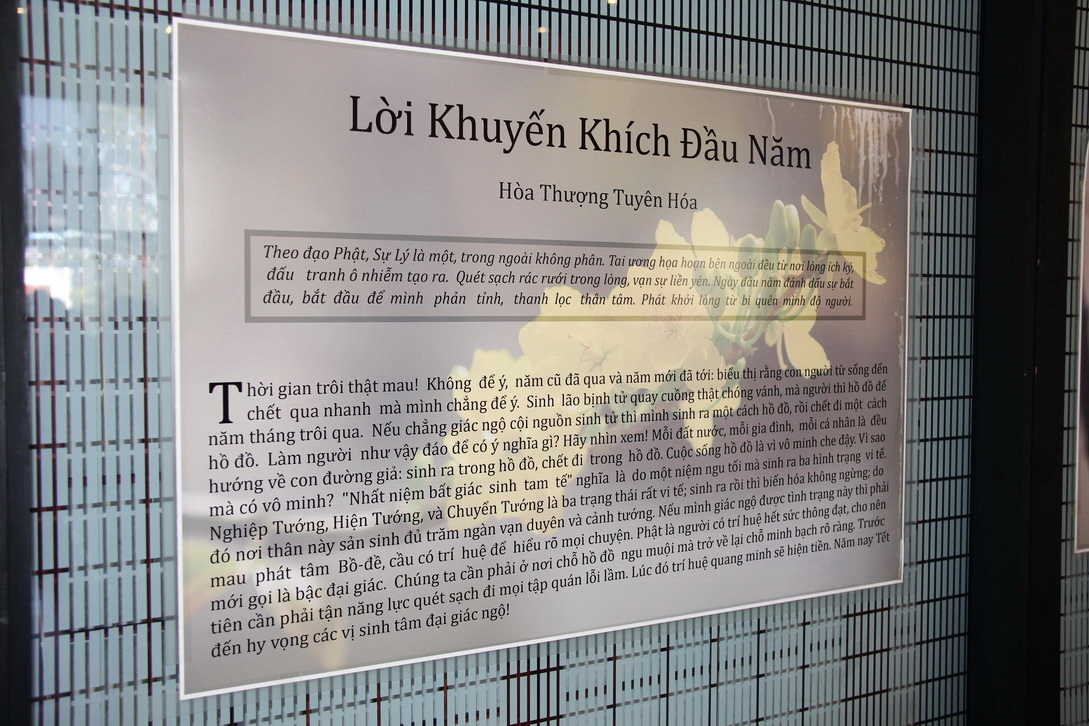 Lời Khuyến Khích Đầu Năm
Hòa Thượng Tuyên Hóa
Theo đạo Phật, Sự Lý là một, trong ngoài không phân. Tai ương họa hoạn bên ngoài đều từ nơi lòng ích kỷ,
đấu tranh ô nhiễm tạo ra. Quét sạch rác rưới trong lòng, vạn sự liền yên. Ngày đầu năm đánh dấu sự bắt
đầu, bắt đầu để mình phản tỉnh, thanh lọc thân tâm. Phát khởi lòng từ bi quên mình độ người.
Thời gian trôi thật mau! Không để ý, năm cũ đã qua và năm mới đã tới: biểu thị rằng con người từ sống đến
chết qua nhanh mà mình chẳng để ý. Sinh lão bịnh tử quay cuồng thật chóng vánh, mà người thì hồ đồ để
năm tháng trôi qua. Nếu chẳng giác ngộ cội nguồn sinh tử thì mình sinh ra một cách hồ đồ, rồi chết đi một cách
hồ đồ. Làm người như vậy đáo để có ý nghĩa gì? Hãy nhìn xem! Mỗi đất nước, mỗi gia đình, mỗi cá nhân là đều
hướng về con đường giả: sinh ra trong hồ đồ, chết đi trong hồ đồ. Cuộc sống hồ đồ là vì vô minh che đậy. Vì sao
mà có vô minh? "Nhất niệm bất giác sinh tam tế" nghĩa là do một niệm ngu tối mà sinh ra ba hình trạng vi tế.
Nghiệp Tướng, Hiện Tướng, và Chuyển Tướng là ba trạng thái rất vi tế; sinh ra rồi thì biến hóa không ngừng; do
đó nơi thân này sản sinh đủ trăm ngàn vạn duyên và cảnh tướng. Nếu mình giác ngộ được tình trạng này thì phải
mau phát tâm Bồ-đề, cầu có trí huệ để hiểu rõ mọi chuyện. Phật là người có trí huệ hết sức thông đạt, cho nên
mới gọi là bậc đại giác. Chúng ta cần phải ở nơi chỗ hồ đồ ngu muội mà trở về lại chỗ minh bạch rõ ràng. Trước
tiên cần phải tận năng lực quét sạch đi mọi tập quán lỗi lầm. Lúc đó trí huệ quang minh sẽ hiện tiền. Năm nay Tết
đến hy vọng các vị sinh tâm đại giác ngộ!